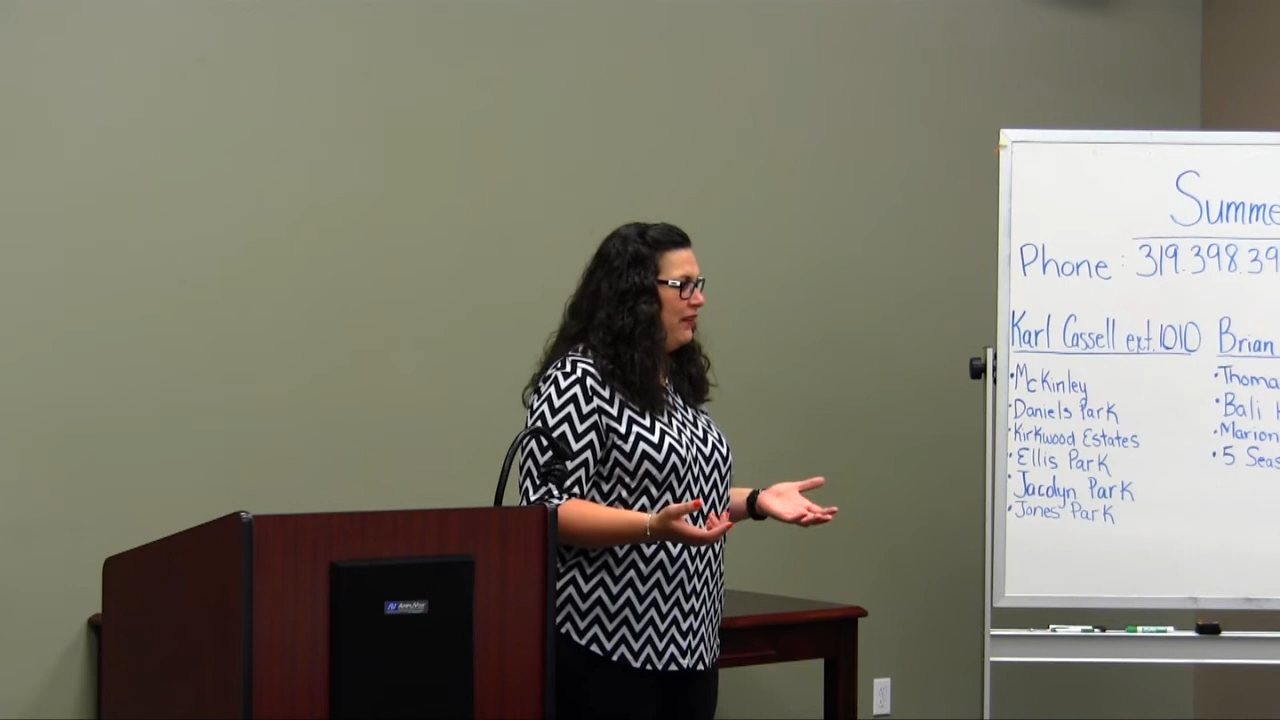 Summe
Phone: 319.398.39
Karl Cassell ext. 1010
• McKinley
• Daniels Park
• Kirkwood Estates
• Ellis Park
• Jacolyn Park
• Jones Park
Brian
• Thoma
• Bali
• Marion
• 5 Seas
AmpliVox